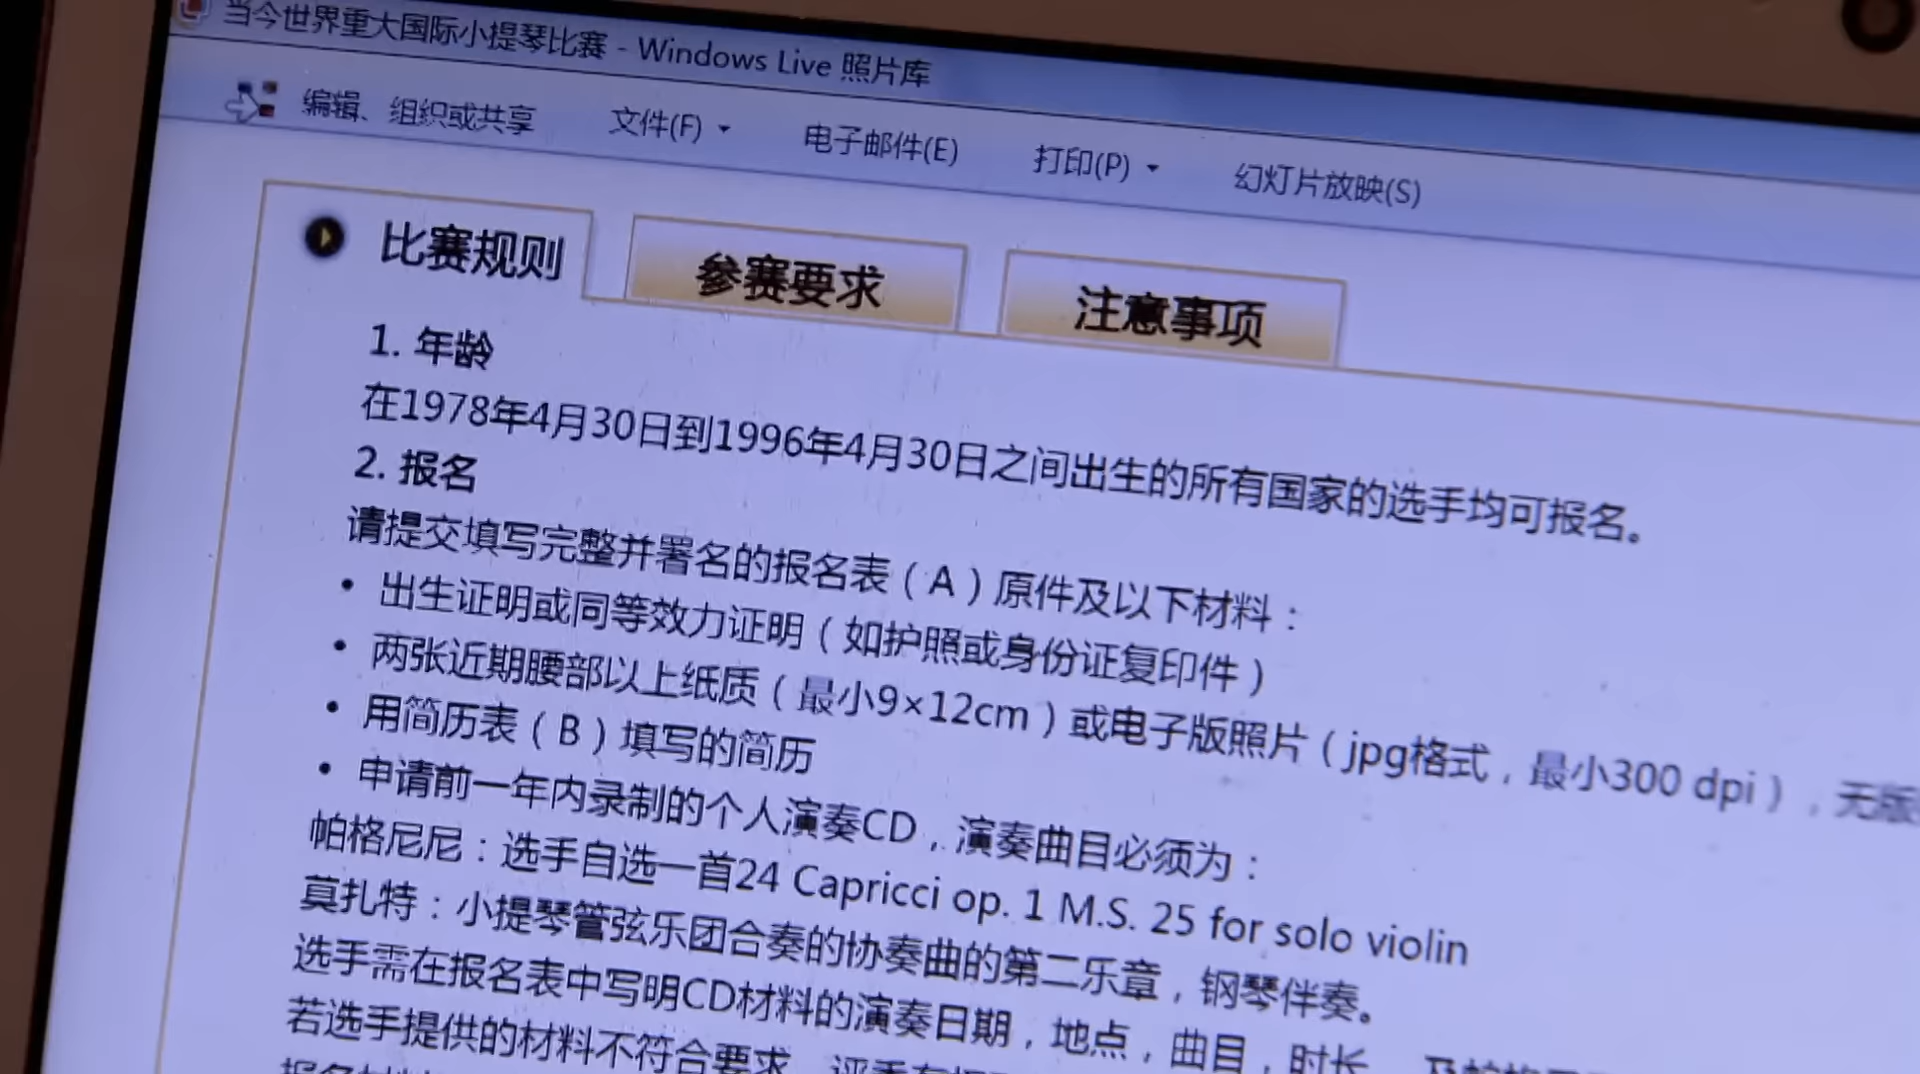 当今世界重大国际小提琴比赛 - Windows Live 照片库
编辑、组织或共享 文件(F) 电子邮件(E) 打印(P) 幻灯片放映(S)
比赛规则 参赛要求 注意事项
1. 年龄
在1978年4月30日到1996年4月30日之间出生的所有国家的选手均可报名。
2. 报名
请提交填写完整并署名的报名表（A）原件及以下材料：
• 出生证明或同等效力证明（如护照或身份证复印件）
• 两张近期腰部以上纸质（最小9×12cm）或电子版照片（jpg格式，最小300 dpi），无版
• 用简历表（B）填写的简历
• 申请前一年内录制的个人演奏CD，演奏曲目必须为：
帕格尼尼：选手自选一首24 Capricci op. 1 M.S. 25 for solo violin
莫扎特：小提琴管弦乐团合奏的协奏曲的第二乐章，钢琴伴奏。
选手需在报名表中写明CD材料的演奏日期，地点，曲目，时长
若选手提供的材料不符合要求